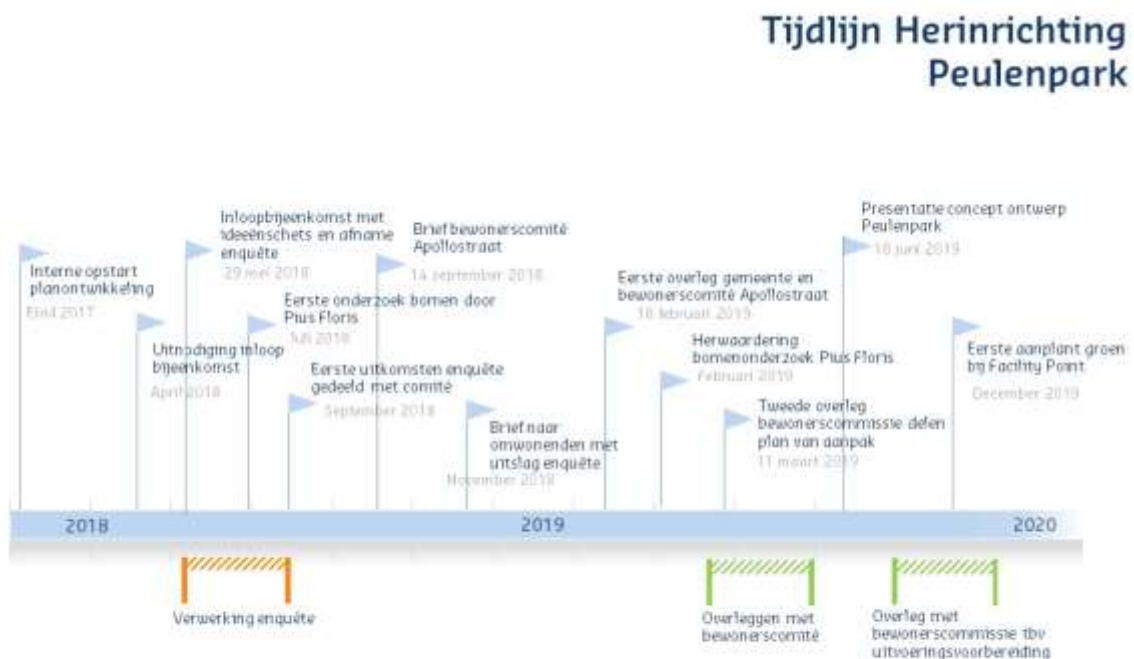 Tijdlijn Herinrichting
Peulenpark
Interne opstart
planontwikkeling
Eind 2017
Uitnodiging inloop
bijeenkomst
April 2018
Inloopbijeenkomst met
ideeënschets en afname
enquête
29 mei 2018
Eerste onderzoek bomen door
Pius Floris
Juli 2018
Eerste uitkomsten enquête
gedeeld met comité
September 2018
Brief bewonerscomité
Apollostraat
14 september 2018
Brief naar
omwonenden met
uitslag enquête
November 2018
Eerste overleg gemeente en
bewonerscomité Apollostraat
18 februari 2019
Herwaardering
bomenonderzoek Pius Floris
Februari 2019
Tweede overleg
bewonerscommissie delen
plan van aanpak
11 maart 2019
Presentatie concept ontwerp
Peulenpark
18 juni 2019
Eerste aanplant groen
bij Facility Point
December 2019
2018
2019
2020
Verwerking enquête
Overleggen met
bewonerscomité
Overleg met
bewonerscommissie tbv
uitvoeringsvoorbereiding